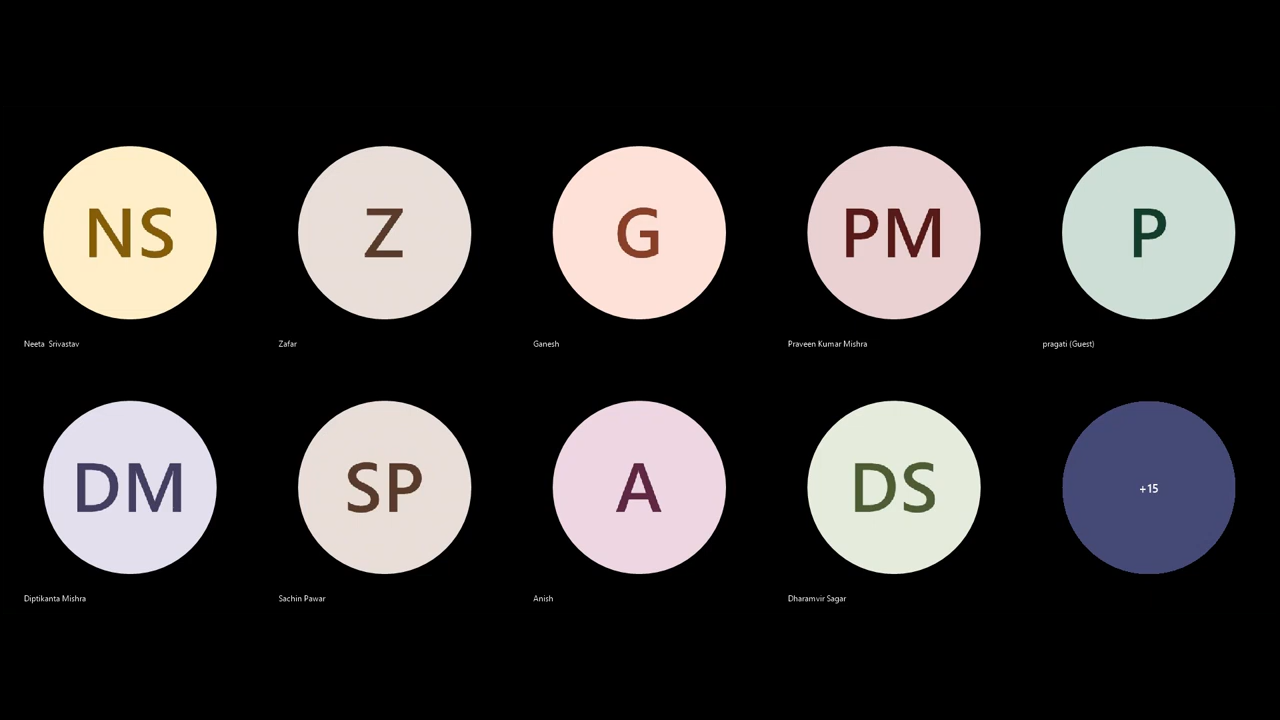 NS
Z
G
PM
P
Neeta  Srivastav
Zafar
Ganesh
Praveen Kumar Mishra
pragati (Guest)
DM
SP
A
DS
+15
Diptikanta Mishra
Sachin Pawar
Anish
Dharamvir Sagar